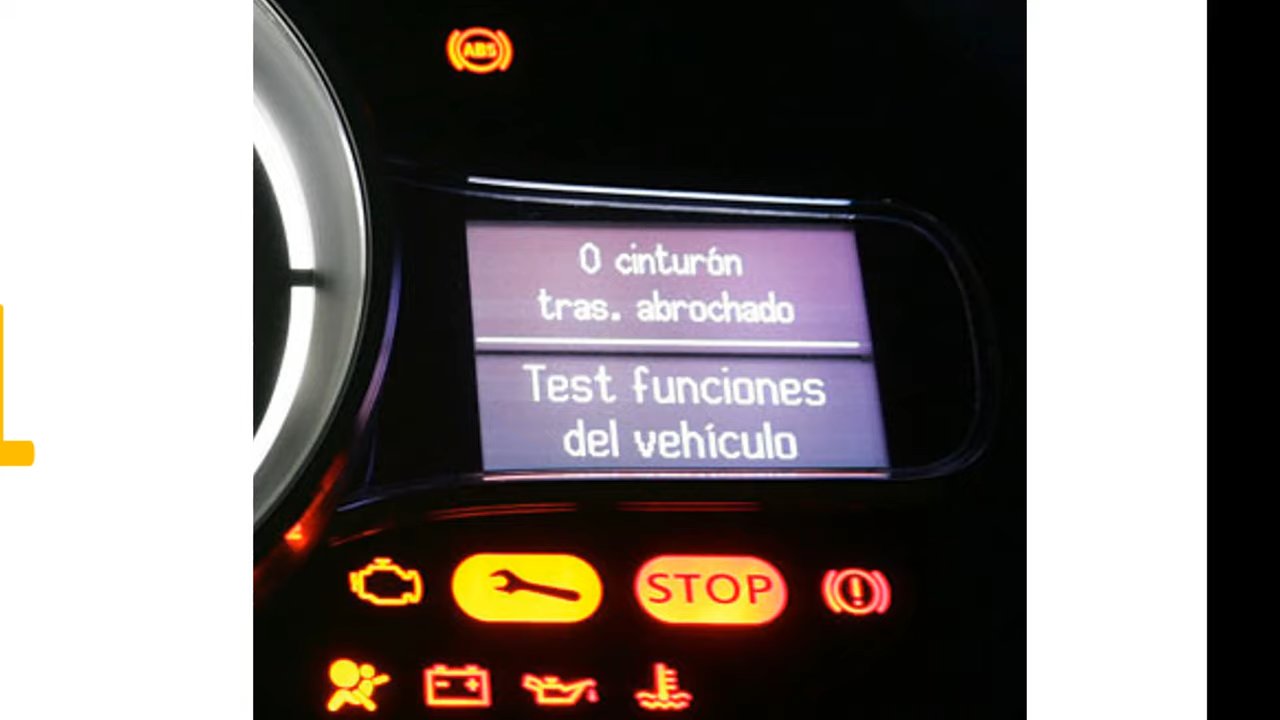 ABS
0 cinturón
tras. abrochado
Test funciones
del vehículo
STOP